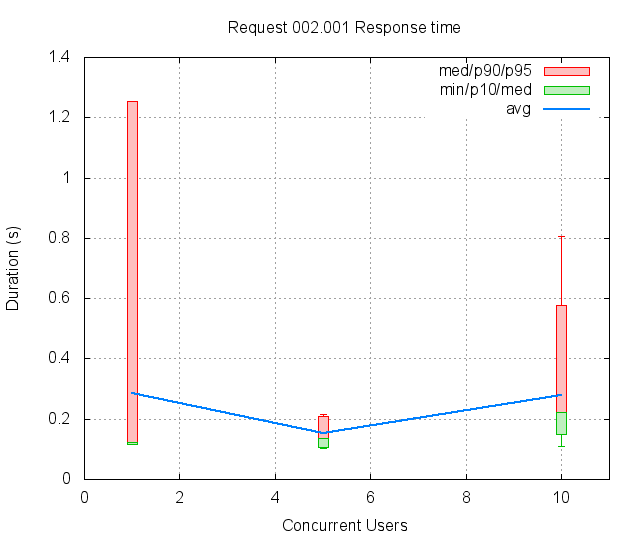 Request 002.001 Response time
1.4
1.2
1
0.8
0.6
0.4
0.2
0
Duration (s)
med/p90/p95
min/p10/med
avg
0 2 4 6 8 10
Concurrent Users